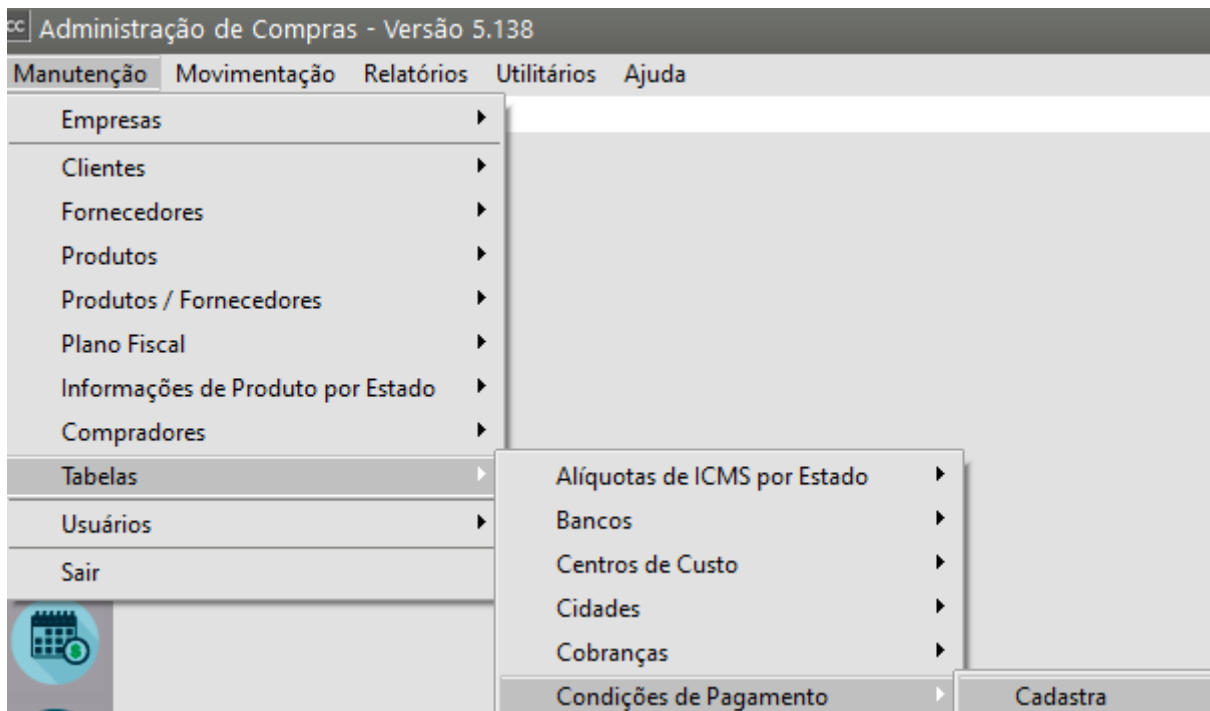 cc Administração de Compras - Versão 5.138
Manutenção Movimentação Relatórios Utilitários Ajuda
Empresas
Clientes
Fornecedores
Produtos
Produtos / Fornecedores
Plano Fiscal
Informações de Produto por Estado
Compradores
Tabelas
Usuários
Sair
Alíquotas de ICMS por Estado
Bancos
Centros de Custo
Cidades
Cobranças
Condições de Pagamento
Cadastra